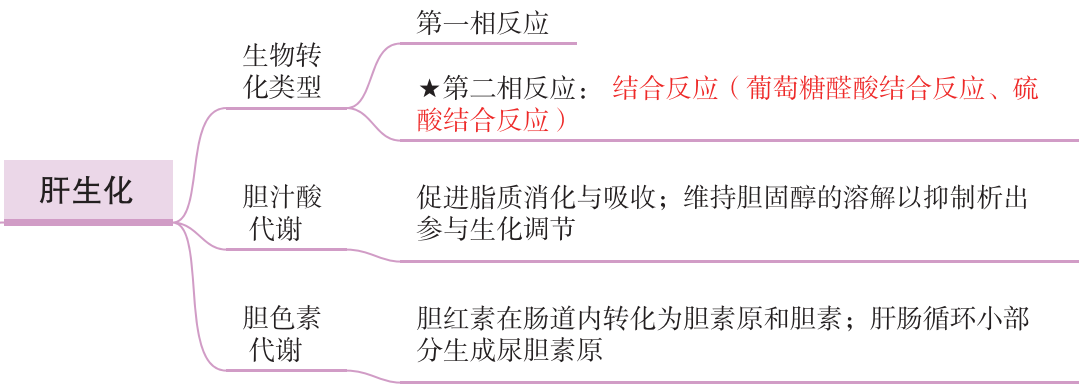 肝生化
生物转
化类型
第一相反应
★第二相反应：结合反应（葡萄糖醛酸结合反应、硫
酸结合反应）
胆汁酸
代谢
促进脂质消化与吸收；维持胆固醇的溶解以抑制析出
参与生化调节
胆色素
代谢
胆红素在肠道内转化为胆素原和胆素；肝肠循环小部
分生成尿胆素原